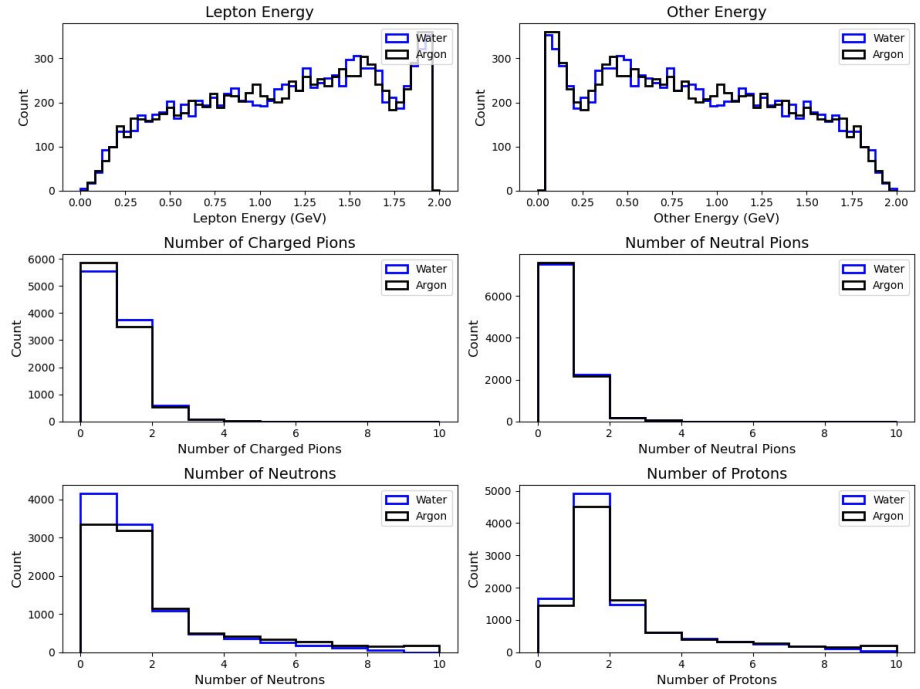 Lepton Energy
Count
300
200
100
0
0.00 0.25 0.50 0.75 1.00 1.25 1.50 1.75 2.00
Lepton Energy (GeV)
Water
Argon
Other Energy
Count
300
200
100
0
0.00 0.25 0.50 0.75 1.00 1.25 1.50 1.75 2.00
Other Energy (GeV)
Water
Argon
Number of Charged Pions
Count
6000
5000
4000
3000
2000
1000
0
0 2 4 6 8 10
Number of Charged Pions
Water
Argon
Number of Neutral Pions
Count
6000
4000
2000
0
0 2 4 6 8 10
Number of Neutral Pions
Water
Argon
Number of Neutrons
Count
4000
3000
2000
1000
0
0 2 4 6 8 10
Number of Neutrons
Water
Argon
Number of Protons
Count
5000
4000
3000
2000
1000
0
0 2 4 6 8 10
Number of Protons
Water
Argon